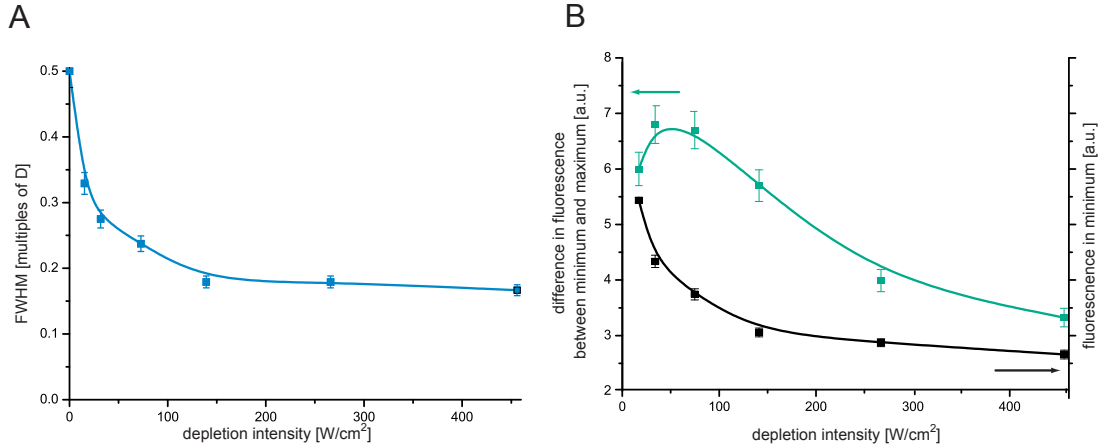 A
B
0.5
0.4
0.3
0.2
0.1
0.0
FWHM [multiples of D]
0
100
200
300
400
depletion intensity [W/cm²]
8
7
6
5
4
3
2
difference in fluorescence
between minimum and maximum [a.u.]
0
100
200
300
400
depletion intensity [W/cm²]
fluorescnence in minimum [a.u.]